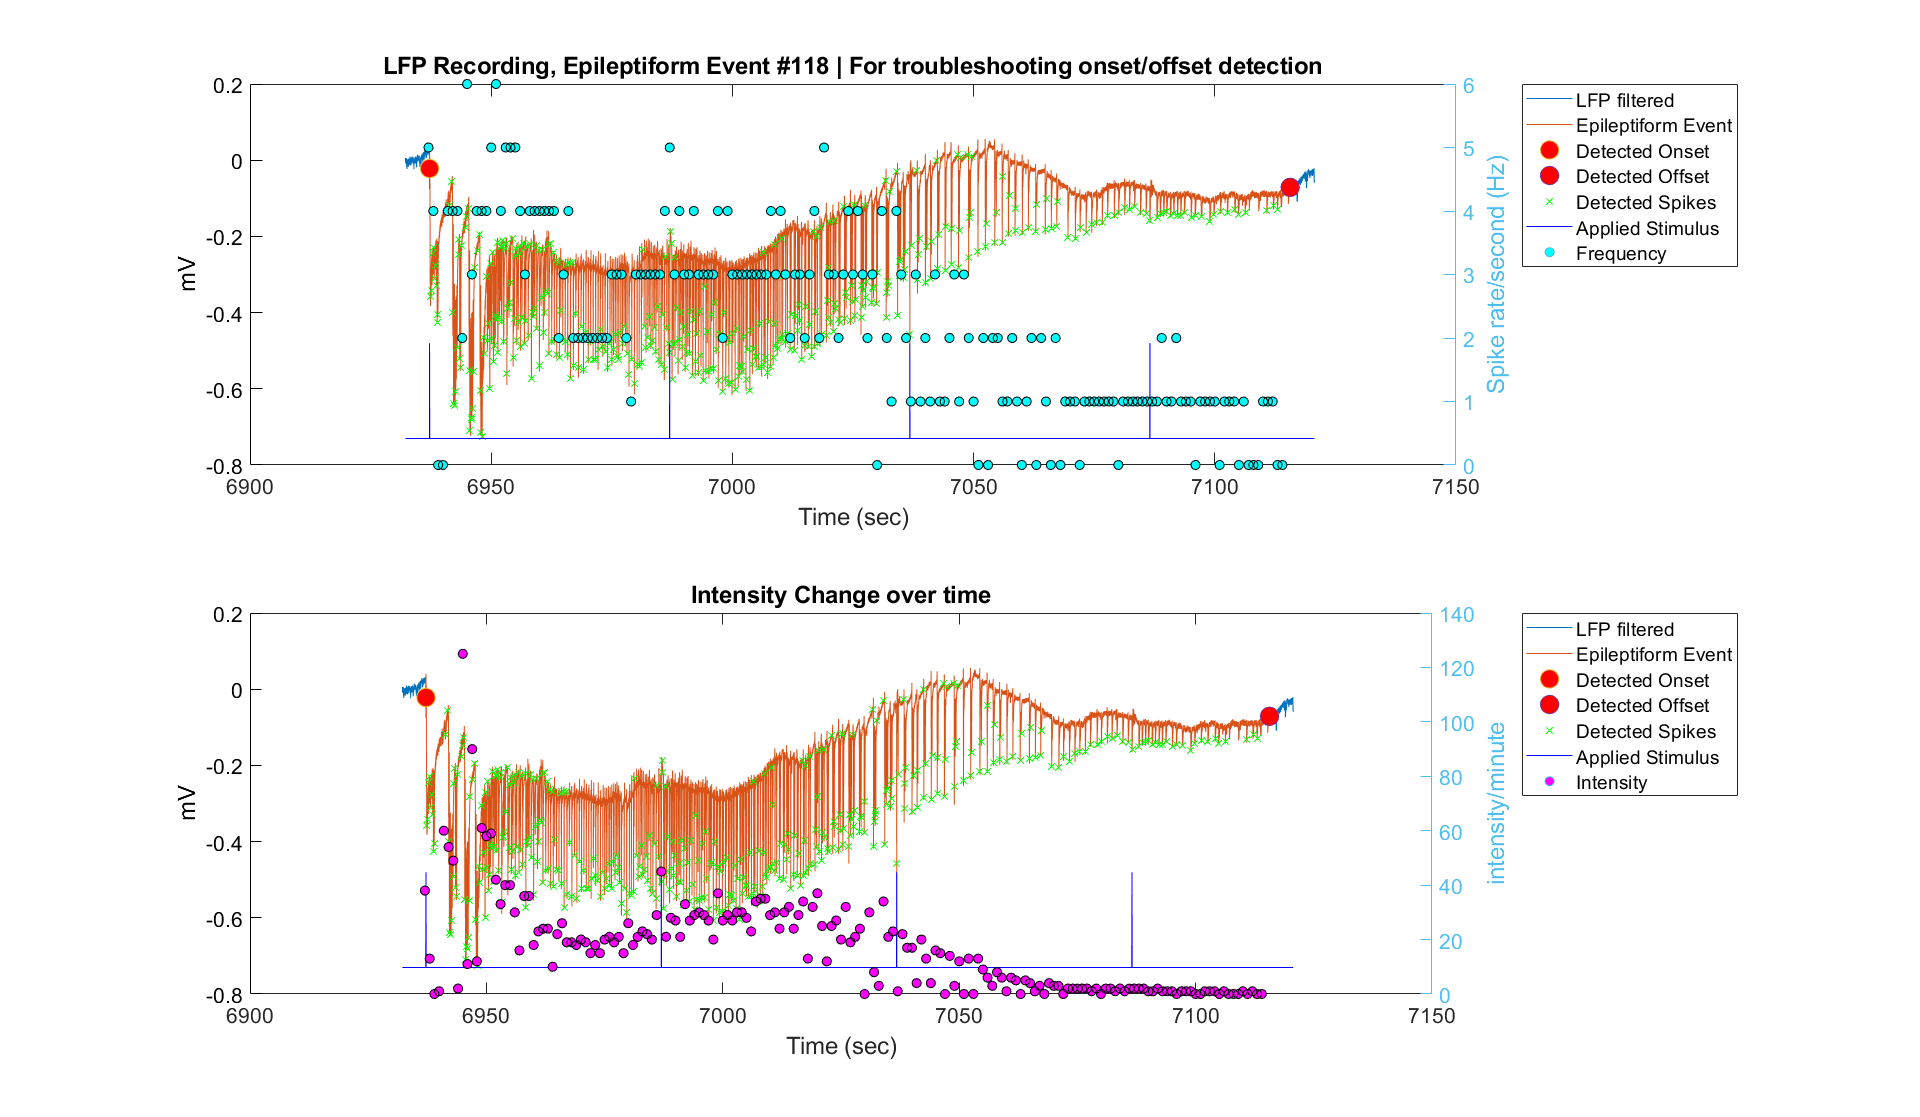 LFP Recording, Epileptiform Event #118 | For troubleshooting onset/offset detection
0.2
0
-0.2
-0.4
-0.6
-0.8
mV
6900
6950
7000
7050
7100
7150
Time (sec)
6
5
4
3
2
1
0
Spike rate/second (Hz)
LFP filtered
Epileptiform Event
Detected Onset
Detected Offset
Detected Spikes
Applied Stimulus
Frequency
Intensity Change over time
0.2
0
-0.2
-0.4
-0.6
-0.8
mV
6900
6950
7000
7050
7100
7150
Time (sec)
140
120
100
80
60
40
20
0
intensity/minute
LFP filtered
Epileptiform Event
Detected Onset
Detected Offset
Detected Spikes
Applied Stimulus
Intensity